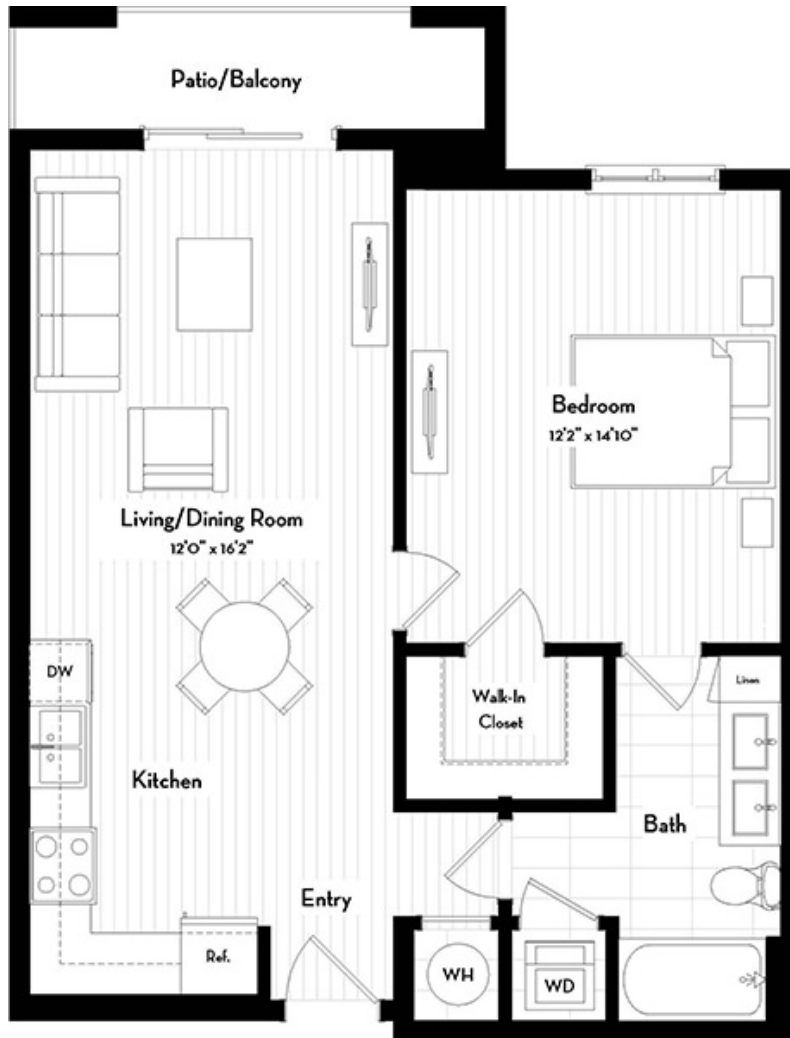 Patio/Balcony
Bedroom
12'2" x 14'10"
Living/Dining Room
12'0" x 16'2"
DW
Walk-In
Closet
Linen
Kitchen
Bath
Entry
Ref.
WH
WD